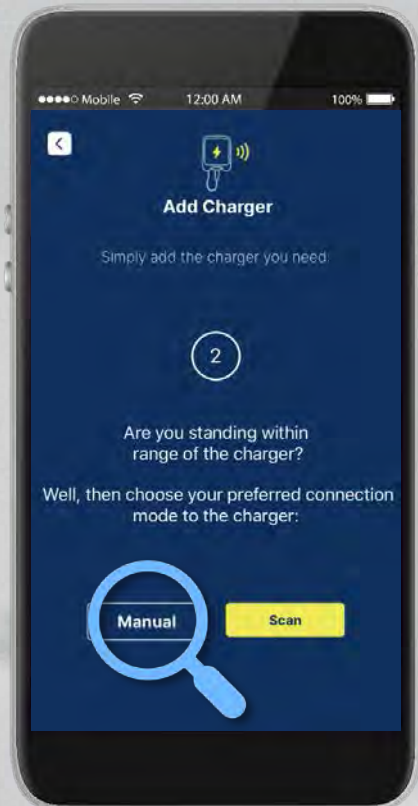 Mobile 12:00 AM 100%
Add Charger
Simply add the charger you need
2
Are you standing within
range of the charger?
Well, then choose your preferred connection
mode to the charger:
Manual Scan